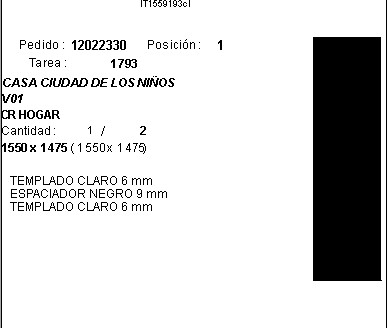 IT1559193cl
Pedido: 12022330 Posición: 1
Tarea: 1793
CASA CIUDAD DE LOS NIÑOS
V01
CR HOGAR
Cantidad: 1 / 2
1550 x 1475 (1550x 1475)
TEMPLADO CLARO 6 mm
ESPACIADOR NEGRO 9 mm
TEMPLADO CLARO 6 mm